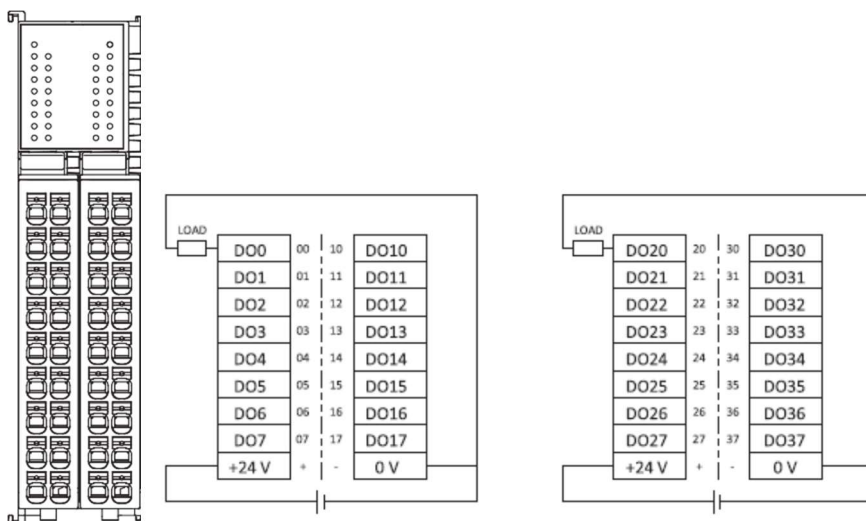 LOAD
DO0 00 10 DO10
DO1 01 11 DO11
DO2 02 12 DO12
DO3 03 13 DO13
DO4 04 14 DO14
DO5 05 15 DO15
DO6 06 16 DO16
DO7 07 17 DO17
+24 V + - 0 V
LOAD
DO20 20 30 DO30
DO21 21 31 DO31
DO22 22 32 DO32
DO23 23 33 DO33
DO24 24 34 DO34
DO25 25 35 DO35
DO26 26 36 DO36
DO27 27 37 DO37
+24 V + - 0 V